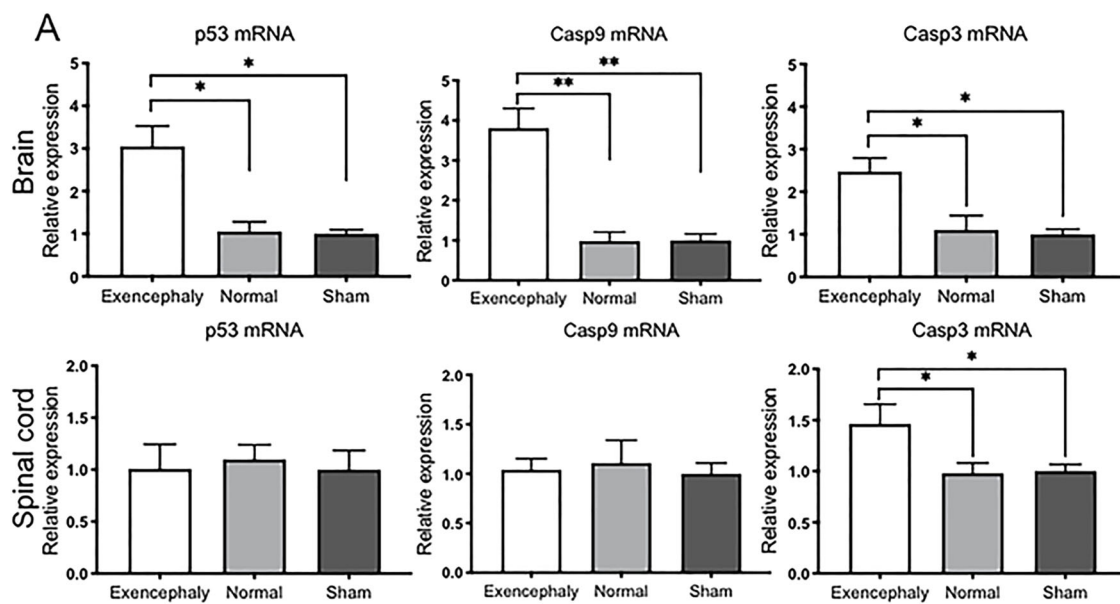 A
p53 mRNA
Casp9 mRNA
Casp3 mRNA
Brain
Relative expression
5
4
3
2
1
0
*
*
Exencephaly Normal Sham
Relative expression
5
4
3
2
1
0
**
**
Exencephaly Normal Sham
Relative expression
5
4
3
2
1
0
*
*
Exencephaly Normal Sham
p53 mRNA
Casp9 mRNA
Casp3 mRNA
Spinal cord
Relative expression
2.0
1.5
1.0
0.5
0.0
Exencephaly Normal Sham
Relative expression
2.0
1.5
1.0
0.5
0.0
Exencephaly Normal Sham
Relative expression
2.0
1.5
1.0
0.5
0.0
*
*
Exencephaly Normal Sham